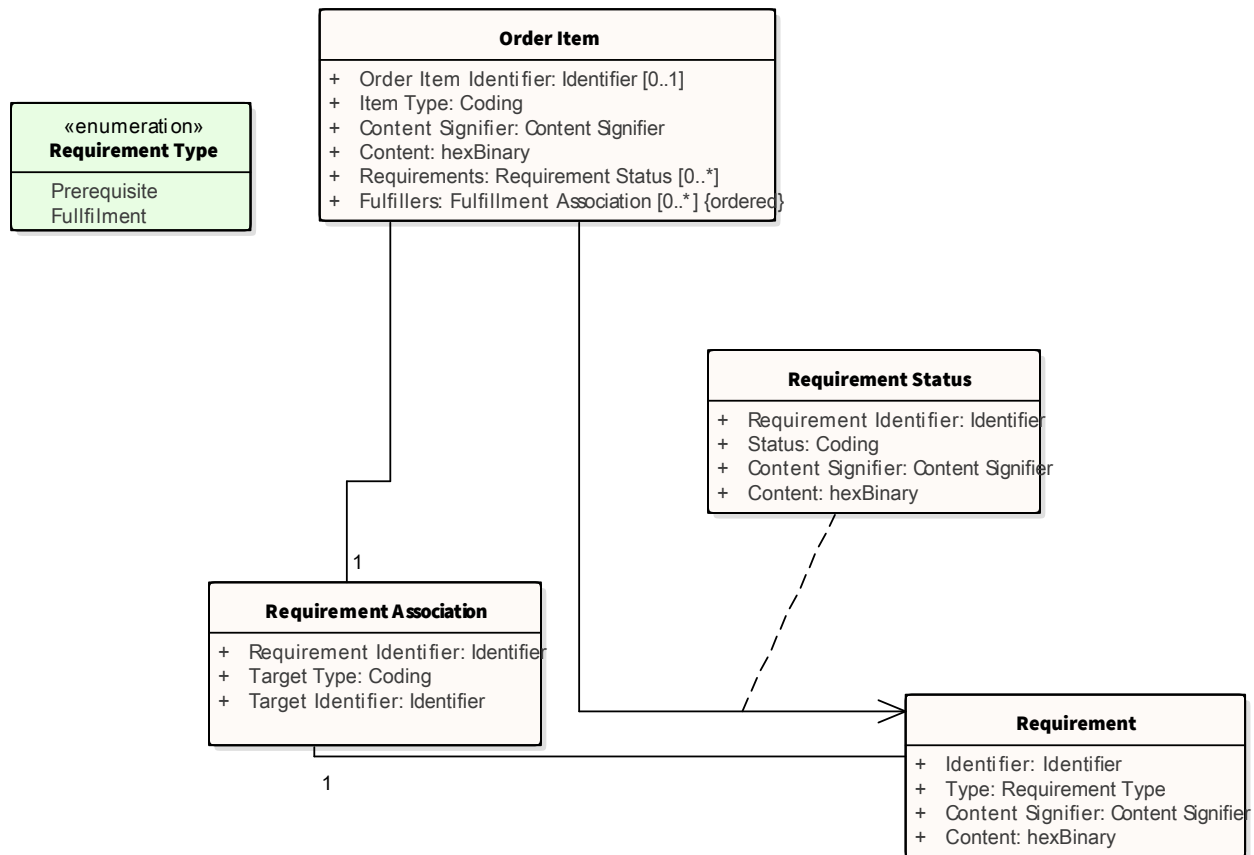 Order Item
+ Order Item Identifier: Identifier [0..1]
+ Item Type: Coding
+ Content Signifier: Content Signifier
+ Content: hexBinary
+ Requirements: Requirement Status [0..*]
+ Fulfillers: Fulfillment Association [0..*] {ordered}
«enumeration»
Requirement Type
Prerequisite
Fullfilment
Requirement Status
+ Requirement Identifier: Identifier
+ Status: Coding
+ Content Signifier: Content Signifier
+ Content: hexBinary
1
Requirement Association
+ Requirement Identifier: Identifier
+ Target Type: Coding
+ Target Identifier: Identifier
1
Requirement
+ Identifier: Identifier
+ Type: Requirement Type
+ Content Signifier: Content Signifier
+ Content: hexBinary